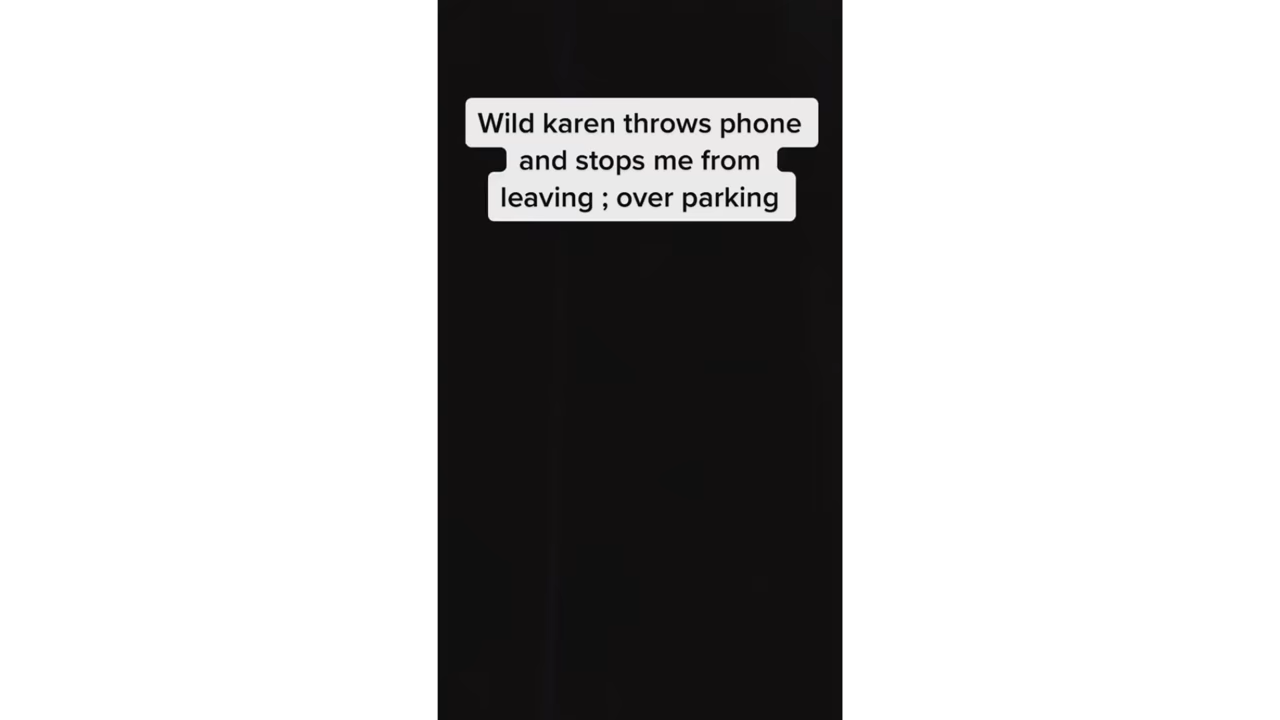 Wild karen throws phone
and stops me from
leaving ; over parking